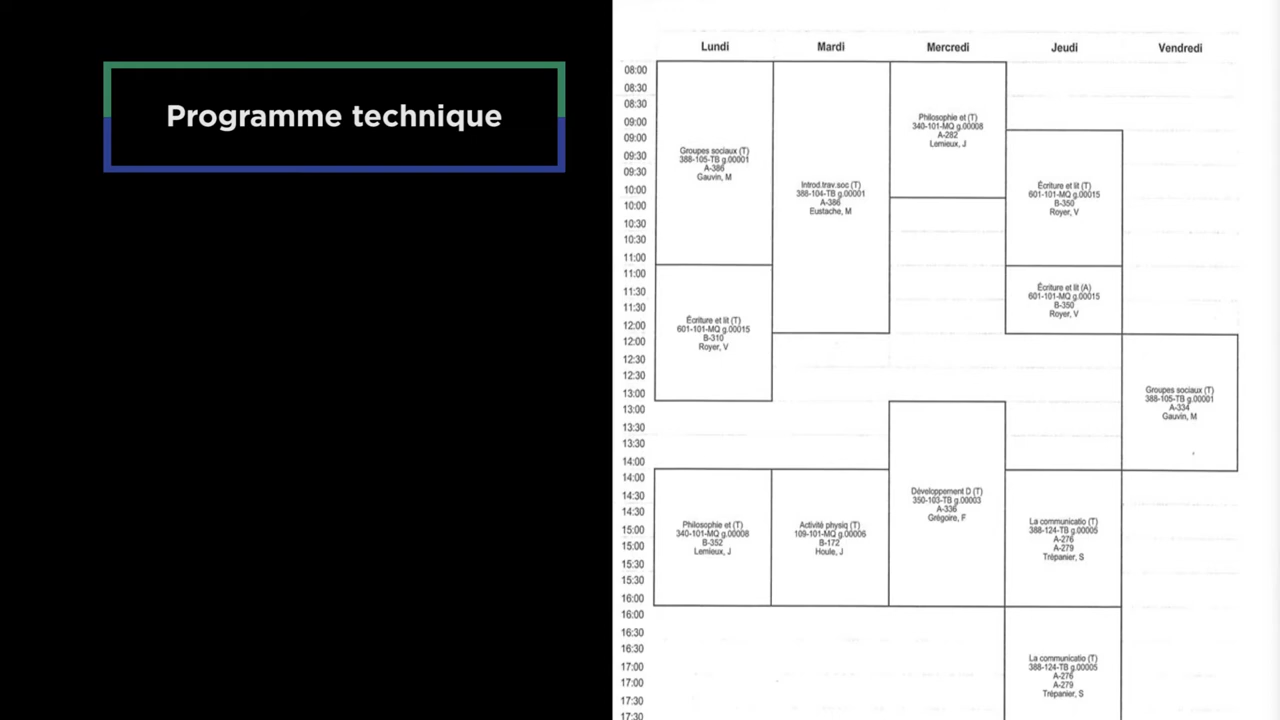 Programme technique
Lundi
Mardi
Mercredi
Jeudi
Vendredi
08:00
08:30
08:30
09:00
09:00
09:30
09:30
10:00
10:00
10:30
10:30
11:00
11:00
11:30
11:30
12:00
12:00
12:30
12:30
13:00
13:00
13:30
13:30
14:00
14:00
14:30
14:30
15:00
15:00
15:30
15:30
16:00
16:00
16:30
16:30
17:00
17:00
17:30
17:30
Groupes sociaux (T)
388-105-TB g.00001
A-386
Gauvin, M
Écriture et lit (T)
601-101-MQ g.00015
B-310
Royer, V
Philosophie et (T)
340-101-MQ g.00008
B-352
Lemieux, J
Introd.trav.soc (T)
388-104-TB g.00001
A-386
Eustache, M
Activité physiq (T)
109-101-MQ g.00006
B-172
Houle, J
Philosophie et (T)
340-101-MQ g.00008
A-282
Lemieux, J
Développement D (T)
350-103-TB g.00003
A-336
Grégoire, F
Écriture et lit (T)
601-101-MQ g.00015
B-350
Royer, V
Écriture et lit (A)
601-101-MQ g.00015
B-350
Royer, V
La communicatio (T)
388-124-TB g.00005
A-276
A-279
Trépanier, S
La communicatio (T)
388-124-TB g.00005
A-276
A-279
Trépanier, S
Groupes sociaux (T)
388-105-TB g.00001
A-334
Gauvin, M